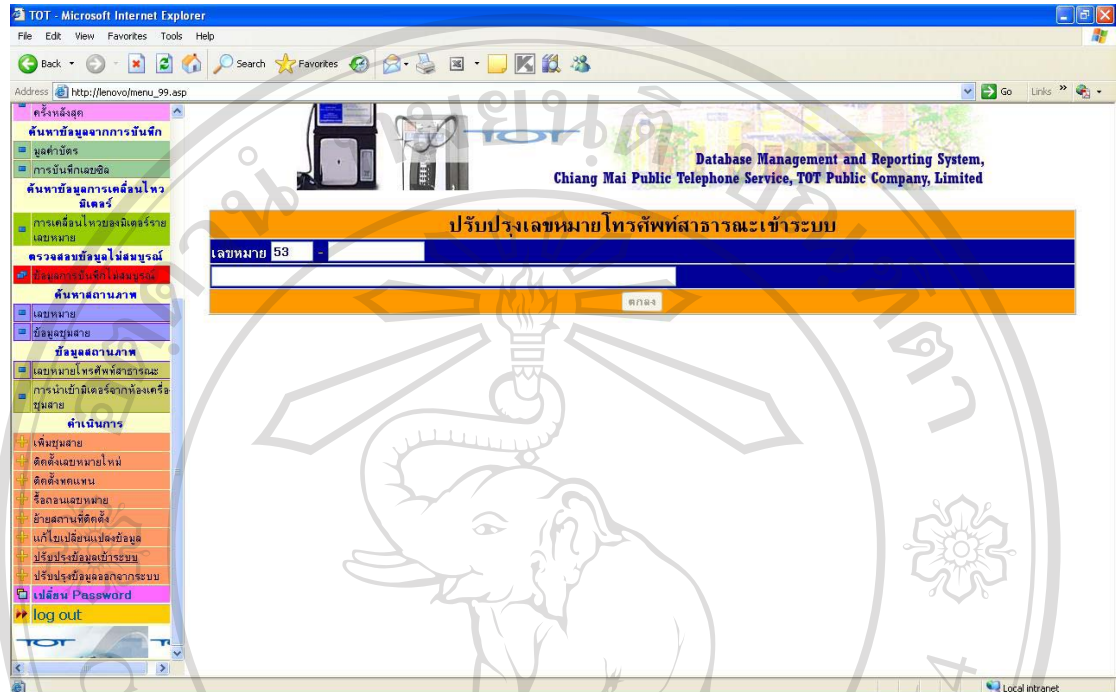 TOT - Microsoft Internet Explorer
File Edit View Favorites Tools Help
Back Search Favorites
Address http://lenovo/menu_99.asp Go Links »
ครั้งหลังสุด
ค้นหาข้อมูลจากการบันทึก
มูลค่าบัตร
การบันทึกเลขซีล
ค้นหาข้อมูลการเคลื่อนไหว
มิเตอร์
การเคลื่อนไหวของมิเตอร์ราย
เลขหมาย
ตรวจสอบข้อมูลไม่สมบูรณ์
ข้อมูลการบันทึกไม่สมบูรณ์
ค้นหาสถานภาพ
เลขหมาย
ข้อมูลชุมสาย
ข้อมูลสถานภาพ
เลขหมายโทรศัพท์สาธารณะ
การนำเข้ามิเตอร์จากห้องเครื่อ
ชุมสาย
ดำเนินการ
เพิ่มชุมสาย
ติดตั้งเลขหมายใหม่
ติดตั้งทดแทน
รื้อถอนเลขหมาย
ย้ายสถานที่ติดตั้ง
แก้ไขเปลี่ยนแปลงข้อมูล
ปรับปรุงข้อมูลเข้าระบบ
ปรับปรุงข้อมูลออกจากระบบ
เปลี่ยน Password
log out
TOT
TOT
Database Management and Reporting System,
Chiang Mai Public Telephone Service, TOT Public Company, Limited
ปรับปรุงเลขหมายโทรศัพท์สาธารณะเข้าระบบ
เลขหมาย 53 -
ตกลง
Local intranet